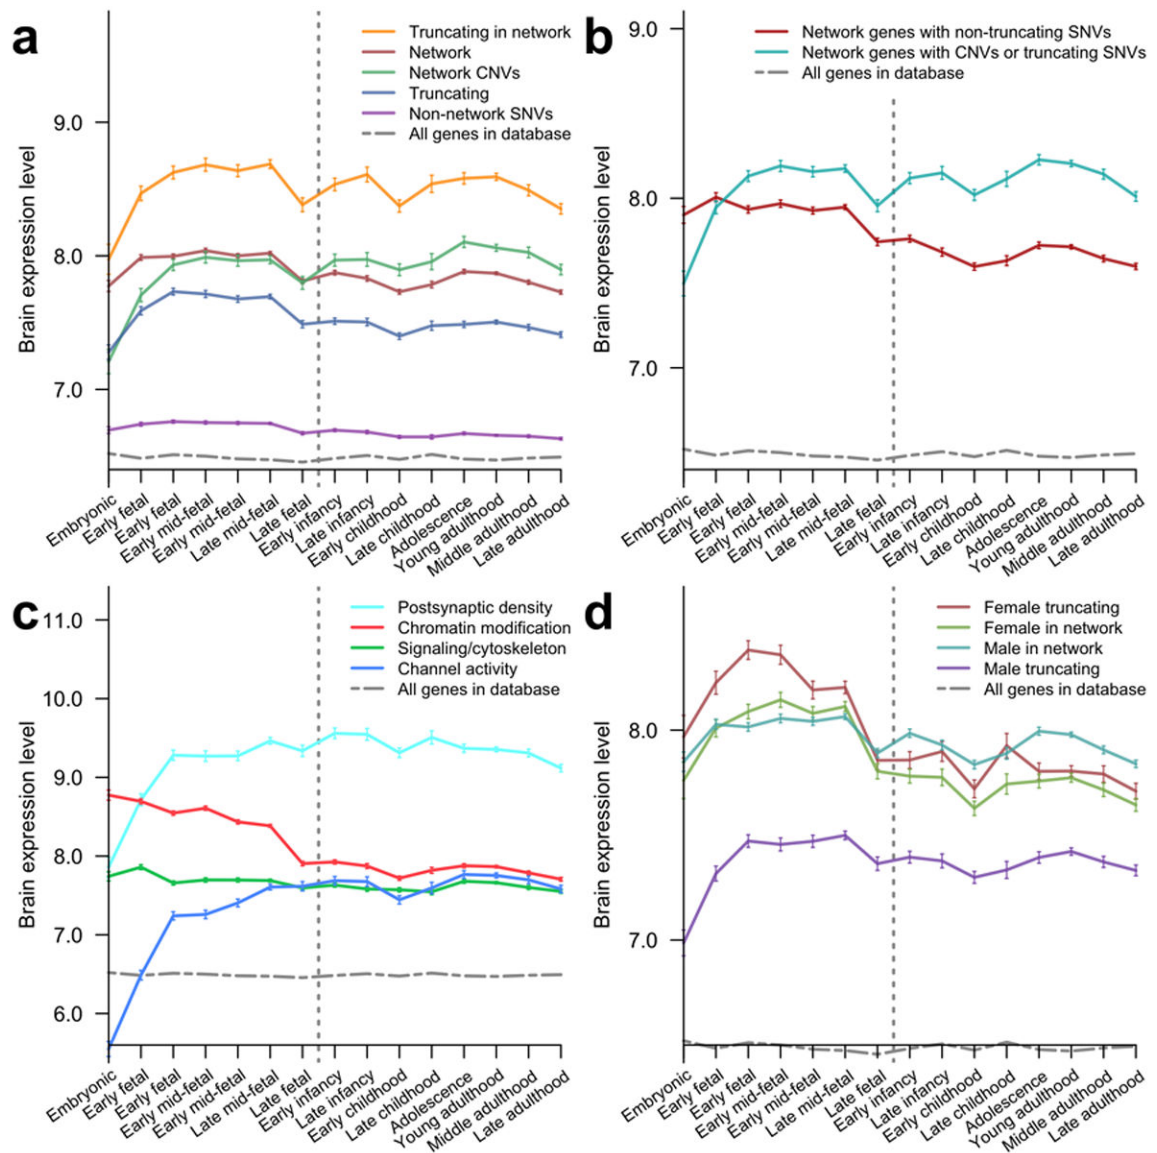 a
Truncating in network
Network
Network CNVs
Truncating
Non-network SNVs
All genes in database
Brain expression level
9.0
8.0
7.0
Embryonic
Early fetal
Early fetal
Early mid-fetal
Early mid-fetal
Late mid-fetal
Late fetal
Early infancy
Late infancy
Early childhood
Late childhood
Adolescence
Young adulthood
Middle adulthood
Late adulthood
b
Network genes with non-truncating SNVs
Network genes with CNVs or truncating SNVs
All genes in database
Brain expression level
9.0
8.0
7.0
Embryonic
Early fetal
Early fetal
Early mid-fetal
Early mid-fetal
Late mid-fetal
Late fetal
Early infancy
Late infancy
Early childhood
Late childhood
Adolescence
Young adulthood
Middle adulthood
Late adulthood
c
Postsynaptic density
Chromatin modification
Signaling/cytoskeleton
Channel activity
All genes in database
Brain expression level
11.0
10.0
9.0
8.0
7.0
6.0
Embryonic
Early fetal
Early fetal
Early mid-fetal
Early mid-fetal
Late mid-fetal
Late fetal
Early infancy
Late infancy
Early childhood
Late childhood
Adolescence
Young adulthood
Middle adulthood
Late adulthood
d
Female truncating
Female in network
Male in network
Male truncating
All genes in database
Brain expression level
8.0
7.0
Embryonic
Early fetal
Early fetal
Early mid-fetal
Early mid-fetal
Late mid-fetal
Late fetal
Early infancy
Late infancy
Early childhood
Late childhood
Adolescence
Young adulthood
Middle adulthood
Late adulthood